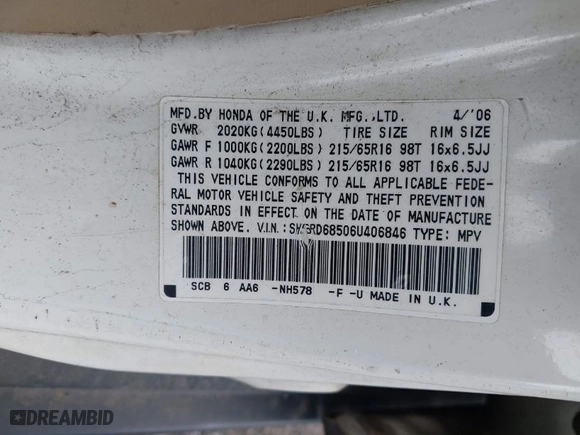 MFD.BY HONDA OF THE U.K. MFG.,LTD. 4/'06
GVWR 2020KG(4450LBS) TIRE SIZE RIM SIZE
GAWR F 1000KG(2200LBS) 215/65R16 98T 16x6.5JJ
GAWR R 1040KG(2290LBS) 215/65R16 98T 16x6.5JJ
THIS VEHICLE CONFORMS TO ALL APPLICABLE FEDE-
RAL MOTOR VEHICLE SAFETY AND THEFT PREVENTION
STANDARDS IN EFFECT ON THE DATE OF MANUFACTURE
SHOWN ABOVE. V.I.N.: TYPE: MPV
SCB 6 AA6 -NH578 -F -U MADE IN U.K.
DREAMBID